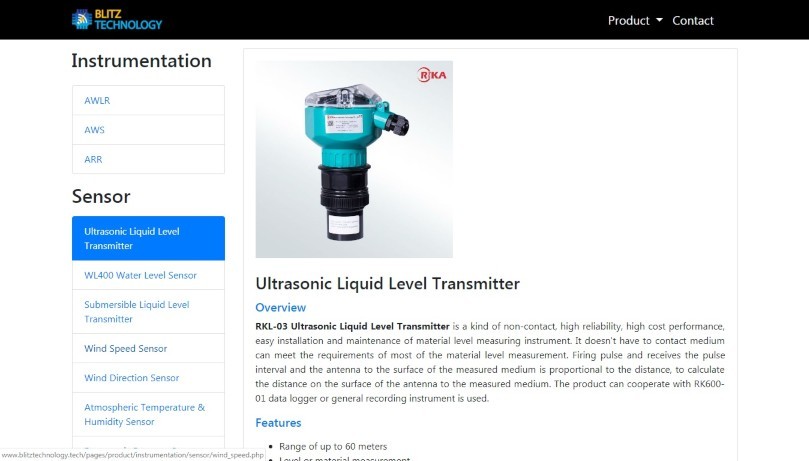 BLITZ
TECHNOLOGY
Product
Contact
Instrumentation
AWLR
AWS
ARR
Sensor
Ultrasonic Liquid Level
Transmitter
WL400 Water Level Sensor
Submersible Liquid Level
Transmitter
Wind Speed Sensor
Wind Direction Sensor
Atmospheric Temperature &
Humidity Sensor
www.blitztechnology.tech/pages/product/instrumentation/sensor/wind_speed.php
RIKA
Ultrasonic Liquid Level Transmitter
Overview
RKL-03 Ultrasonic Liquid Level Transmitter is a kind of non-contact, high reliability, high cost performance,
easy installation and maintenance of material level measuring instrument. It doesn't have to contact medium
can meet the requirements of most of the material level measurement. Firing pulse and receives the pulse
interval and the antenna to the surface of the measured medium is proportional to the distance, to calculate
the distance on the surface of the antenna to the measured medium. The product can cooperate with RK600-
01 data logger or general recording instrument is used.
Features
Range of up to 60 meters
Level or material measurement